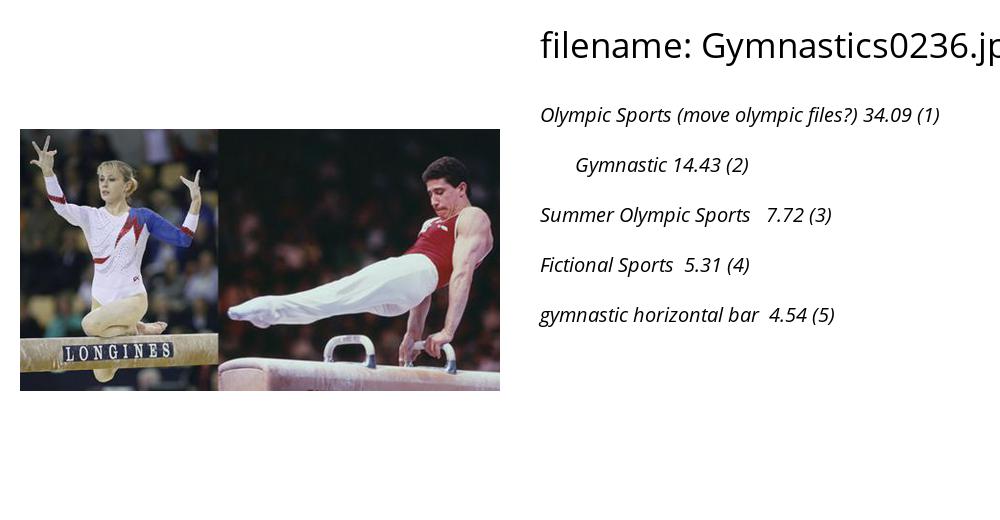 filename: Gymnastics0236.jp
Olympic Sports (move olympic files?) 34.09 (1)
Gymnastic 14.43 (2)
Summer Olympic Sports 7.72 (3)
Fictional Sports 5.31 (4)
gymnastic horizontal bar 4.54 (5)
LONGINES